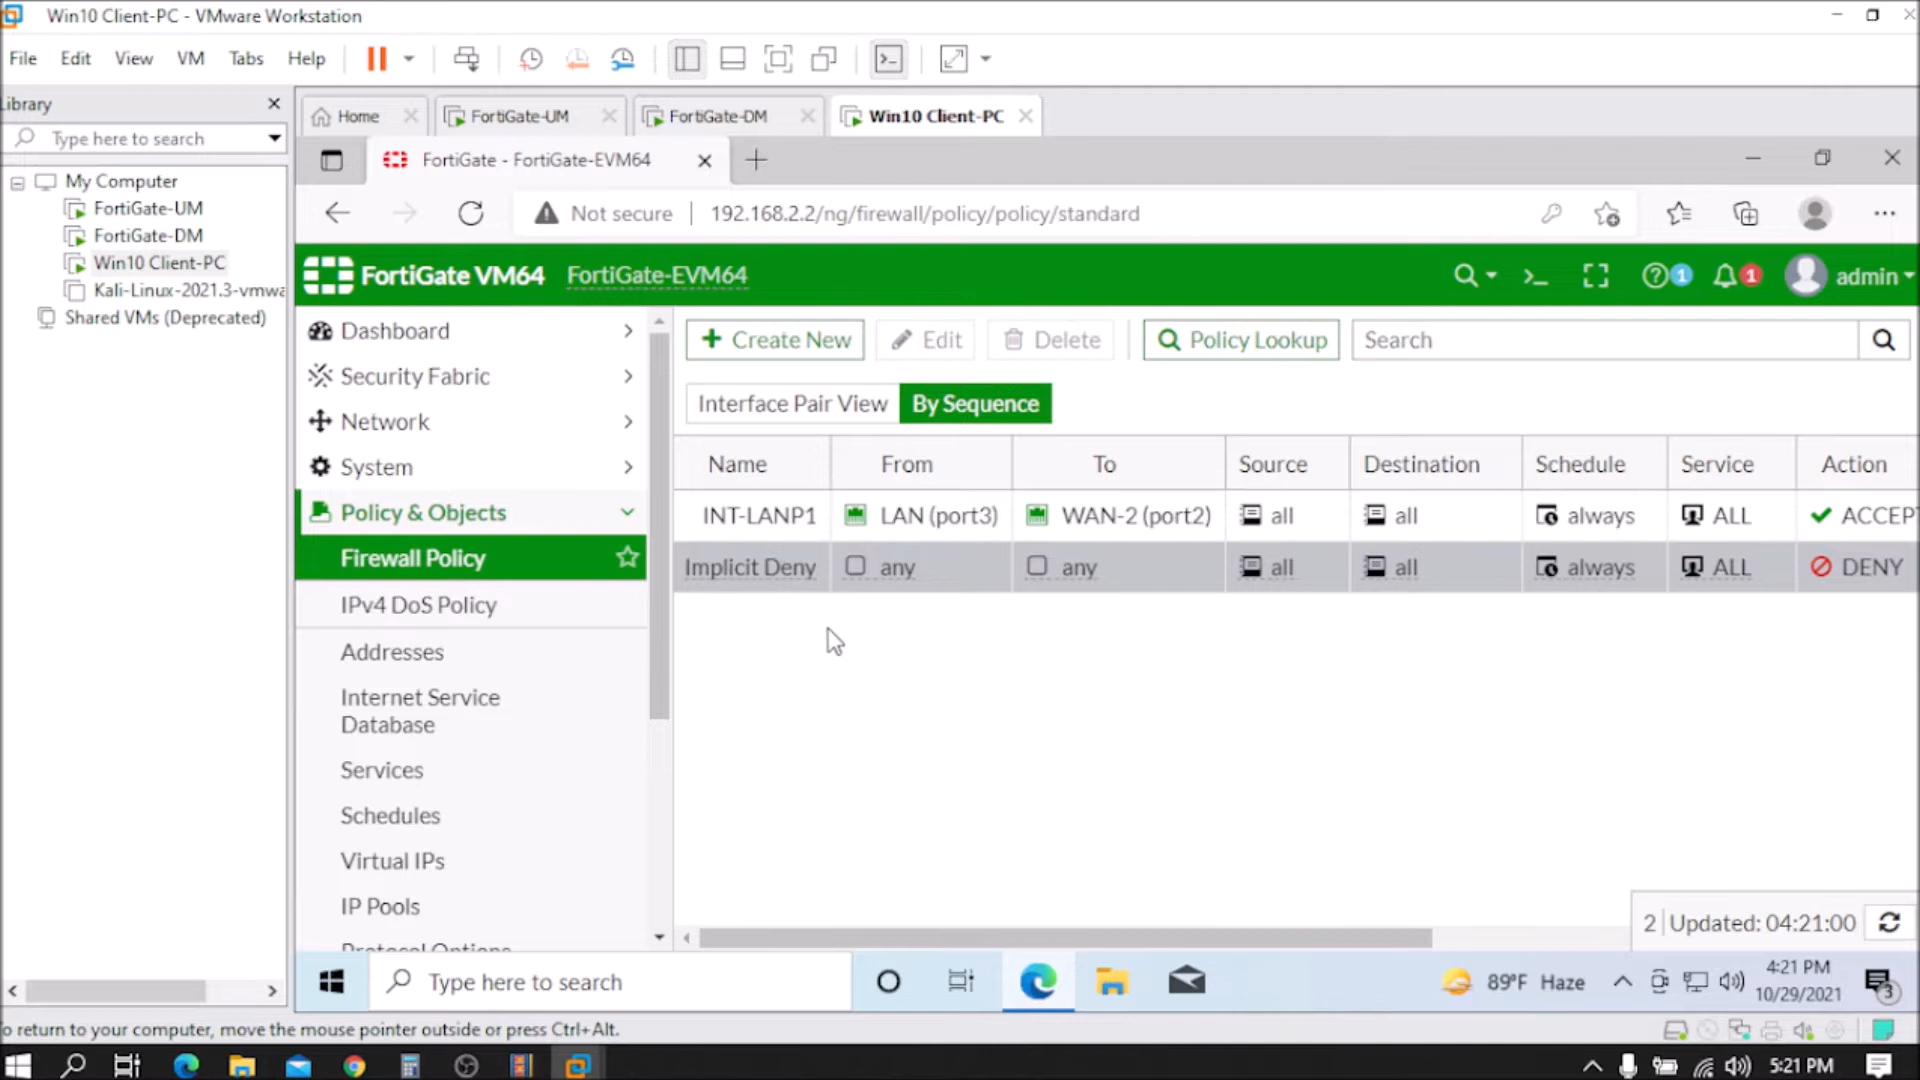 Win10 Client-PC - VMware Workstation
File Edit View VM Tabs Help
Library
Type here to search
My Computer
FortiGate-UM
FortiGate-DM
Win10 Client-PC
Kali-Linux-2021.3-vmwa
Shared VMs (Deprecated)
Home FortiGate-UM FortiGate-DM Win10 Client-PC
FortiGate - FortiGate-EVM64
Not secure 192.168.2.2/ng/firewall/policy/policy/standard
FortiGate VM64 FortiGate-EVM64 1 1 admin
Dashboard
Security Fabric
Network
System
Policy & Objects
Firewall Policy
IPv4 DoS Policy
Addresses
Internet Service
Database
Services
Schedules
Virtual IPs
IP Pools
Protocol Options
Create New Edit Delete Policy Lookup Search
Interface Pair View By Sequence
Name From To Source Destination Schedule Service Action
INT-LANP1 LAN (port3) WAN-2 (port2) all all always ALL ACCEPT
Implicit Deny any any all all always ALL DENY
2 Updated: 04:21:00
Type here to search 89°F Haze 4:21 PM
10/29/2021 3
o return to your computer, move the mouse pointer outside or press Ctrl+Alt.
5:21 PM